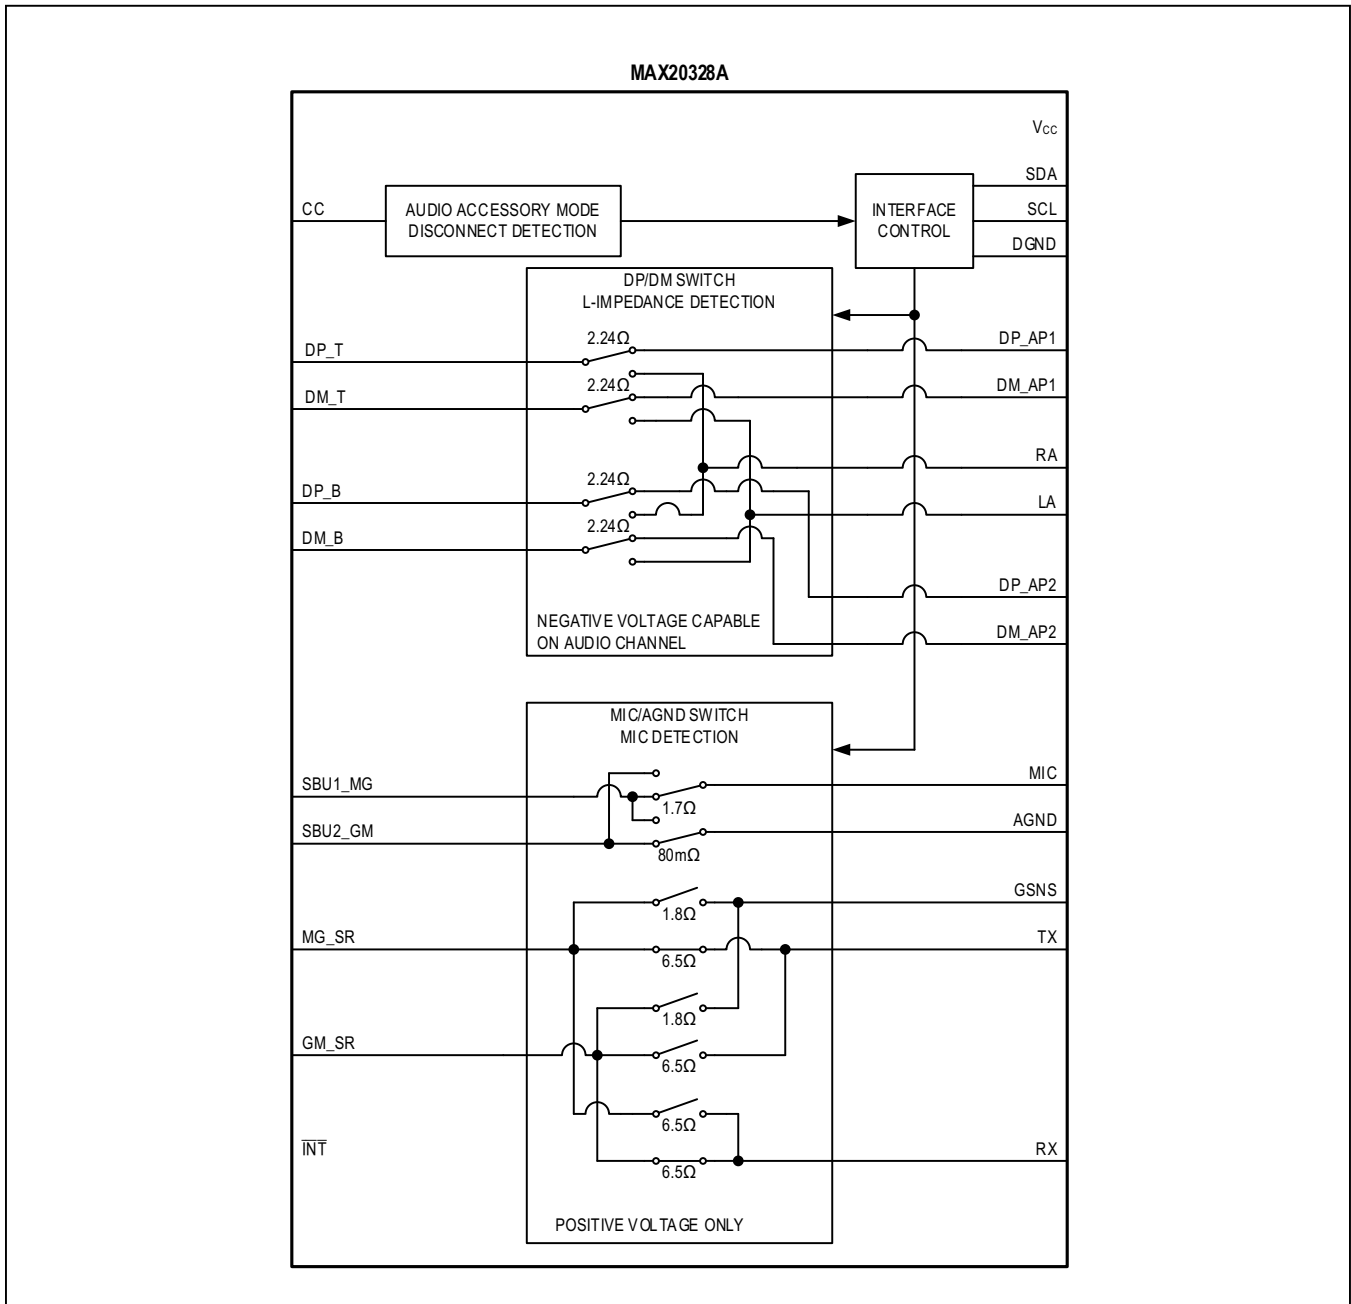 MAX20328A
VCC
SDA
CC
AUDIO ACCESSORY MODE
DISCONNECT DETECTION
INTERFACE
CONTROL
SCL
DGND
DP/DM SWITCH
L-IMPEDANCE DETECTION
2.24Ω
DP_AP1
DP_T
2.24Ω
DM_AP1
DM_T
RA
2.24Ω
DP_B
LA
2.24Ω
DM_B
DP_AP2
NEGATIVE VOLTAGE CAPABLE
ON AUDIO CHANNEL
DM_AP2
MIC/AGND SWITCH
MIC DETECTION
MIC
SBU1_MG
1.7Ω
AGND
SBU2_GM
80mΩ
GSNS
1.8Ω
MG_SR
TX
6.5Ω
1.8Ω
GM_SR
6.5Ω
6.5Ω
INT
RX
6.5Ω
POSITIVE VOLTAGE ONLY